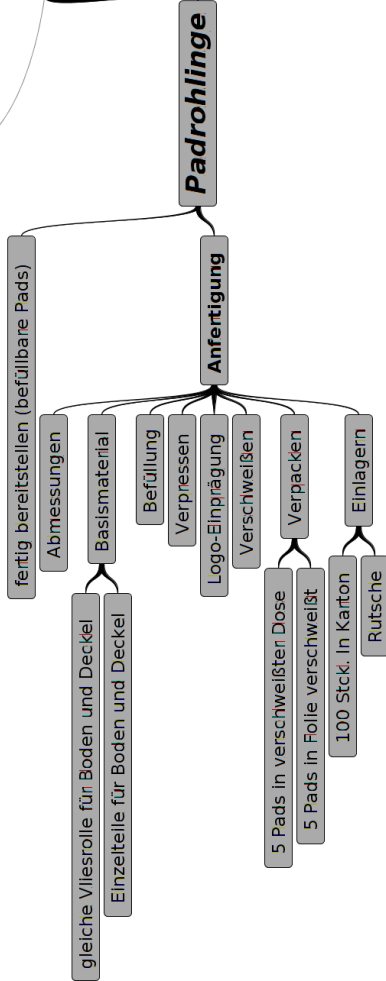 Padrohlinge
fertig bereitstellen (befüllbare Pads)
Anfertigung
Abmessungen
Basismaterial
gleiche Vliesrolle für Boden und Deckel
Einzelteile für Boden und Deckel
Befüllung
Verpressen
Logo-Einprägung
Verschweißen
Verpacken
5 Pads in verschweißten Dose
5 Pads in Folie verschweißt
Einlagern
100 Stck. In Karton
Rutsche